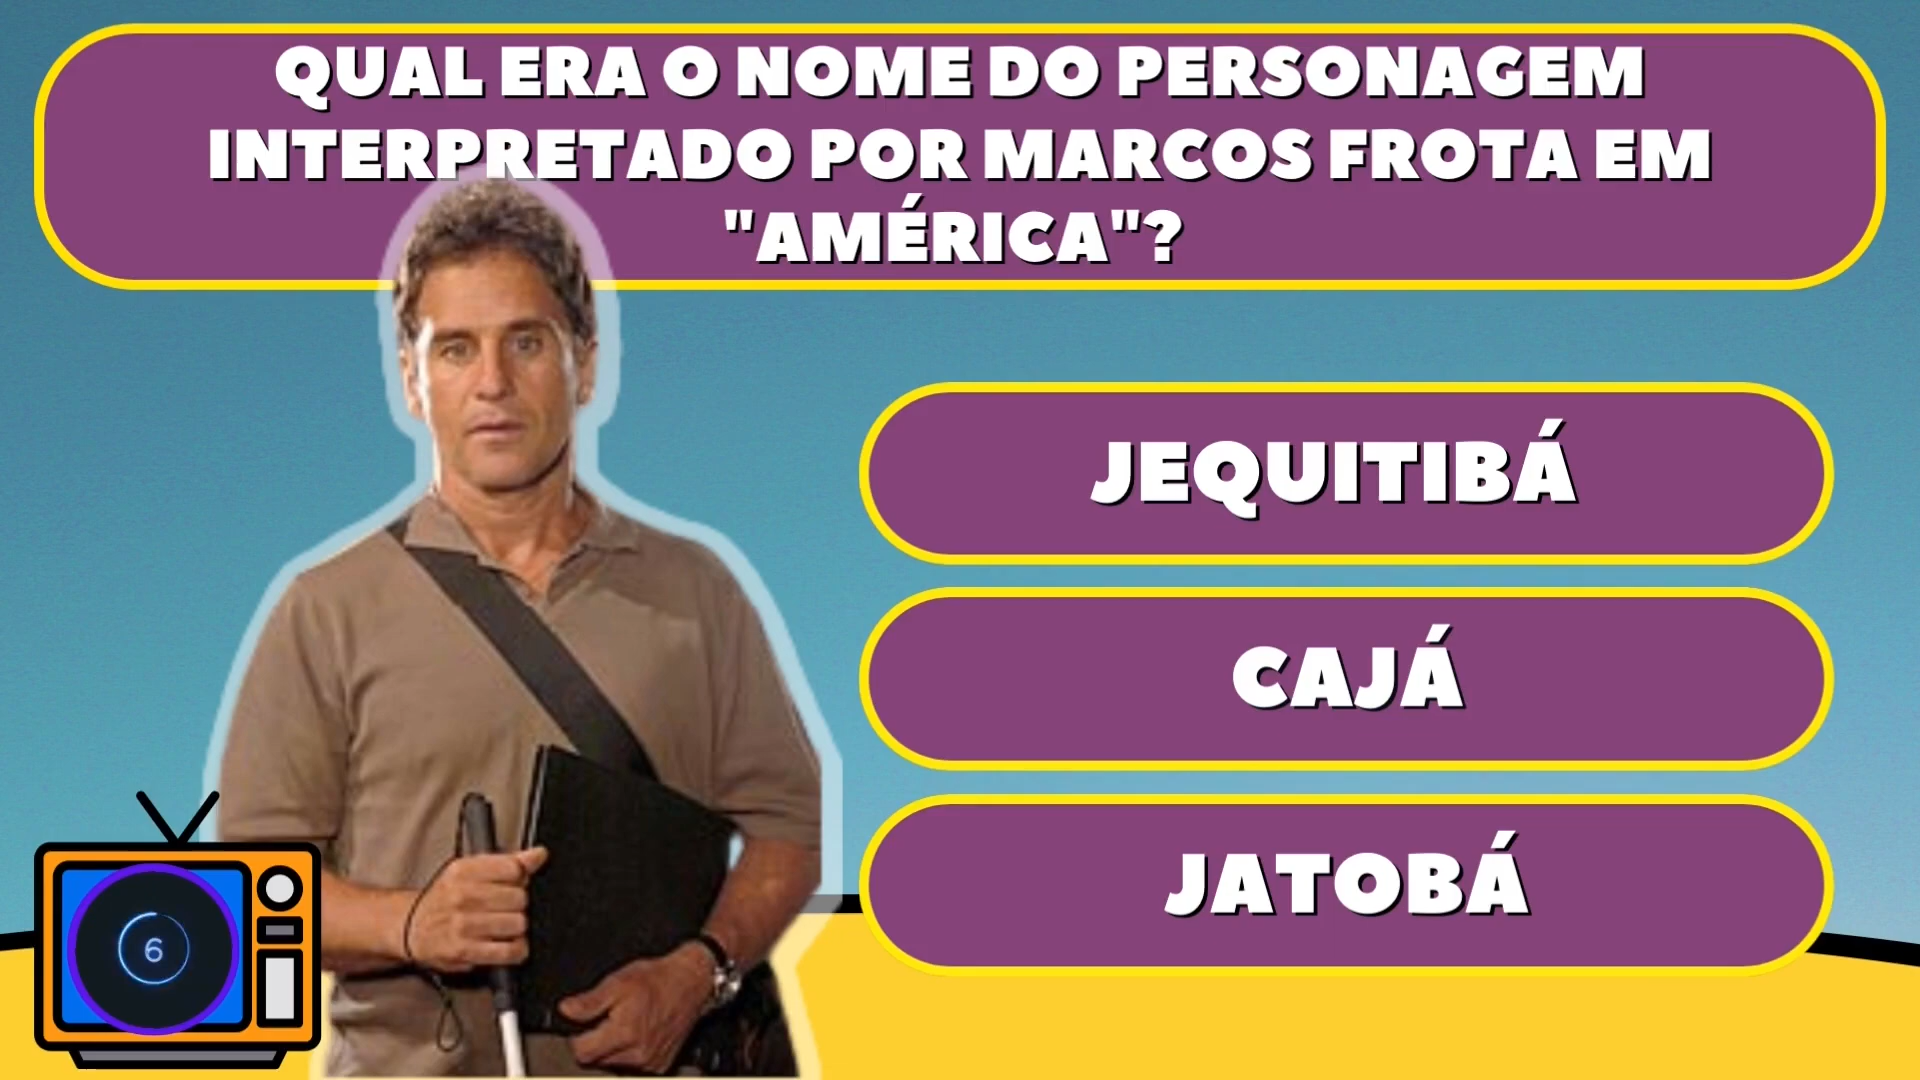 QUAL ERA O NOME DO PERSONAGEM
INTERPRETADO POR MARCOS FROTA EM
"AMÉRICA"?
JEQUITIBÁ
CAJÁ
JATOBÁ
6